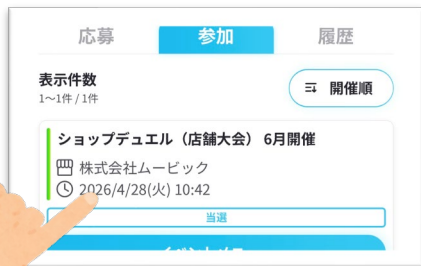 応募 参加 履歴
表示件数
1～1件 / 1件
開催順
ショップデュエル（店舗大会） 6月開催
株式会社ムービック
2026/4/28(火) 10:42
当選